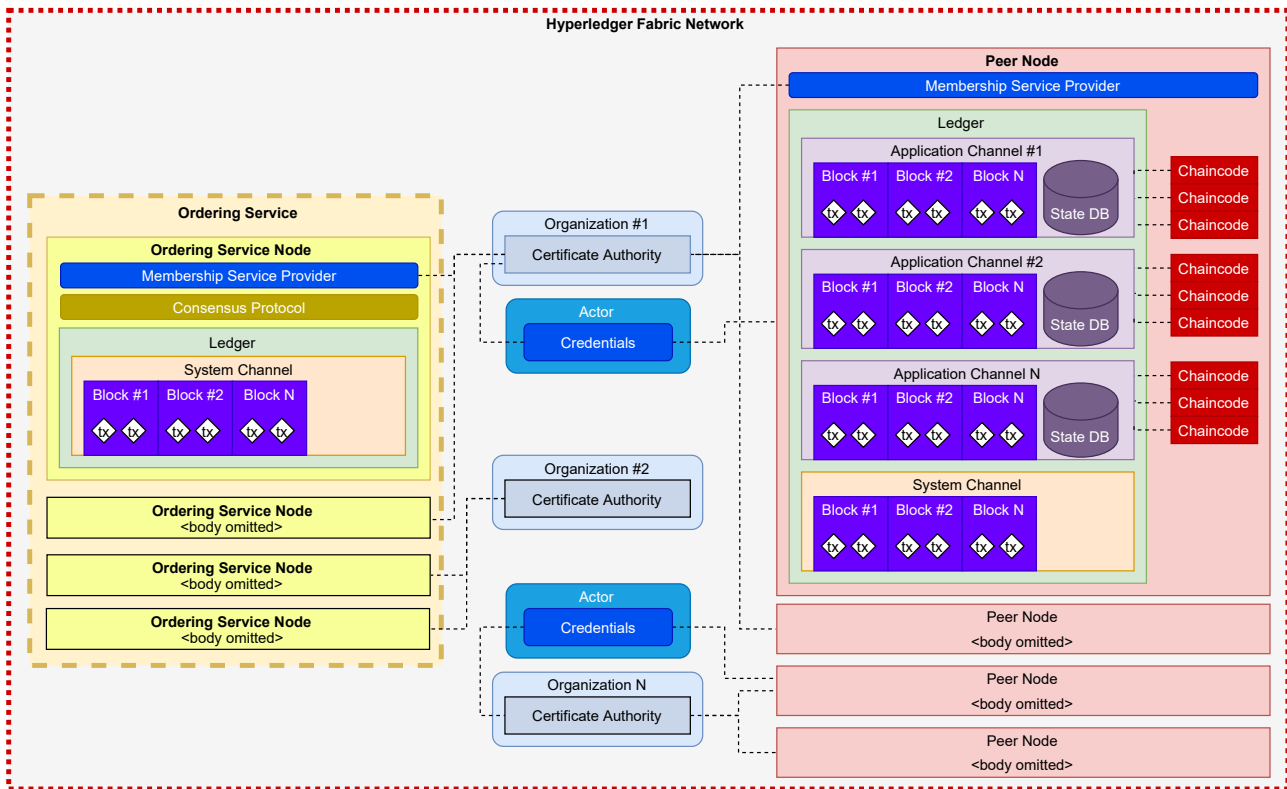 Hyperledger Fabric Network
Ordering Service
Ordering Service Node
Membership Service Provider
Consensus Protocol
Ledger
System Channel
Block #1 Block #2 Block N
tx tx tx tx tx tx
Ordering Service Node
<body omitted>
Ordering Service Node
<body omitted>
Ordering Service Node
<body omitted>
Organization #1
Certificate Authority
Actor
Credentials
Organization #2
Certificate Authority
Actor
Credentials
Organization N
Certificate Authority
Peer Node
Membership Service Provider
Ledger
Application Channel #1
Block #1 Block #2 Block N
tx tx tx tx tx tx
State DB
Chaincode
Chaincode
Chaincode
Application Channel #2
Block #1 Block #2 Block N
tx tx tx tx tx tx
State DB
Chaincode
Chaincode
Chaincode
Application Channel N
Block #1 Block #2 Block N
tx tx tx tx tx tx
State DB
Chaincode
Chaincode
Chaincode
System Channel
Block #1 Block #2 Block N
tx tx tx tx tx tx
Peer Node
<body omitted>
Peer Node
<body omitted>
Peer Node
<body omitted>